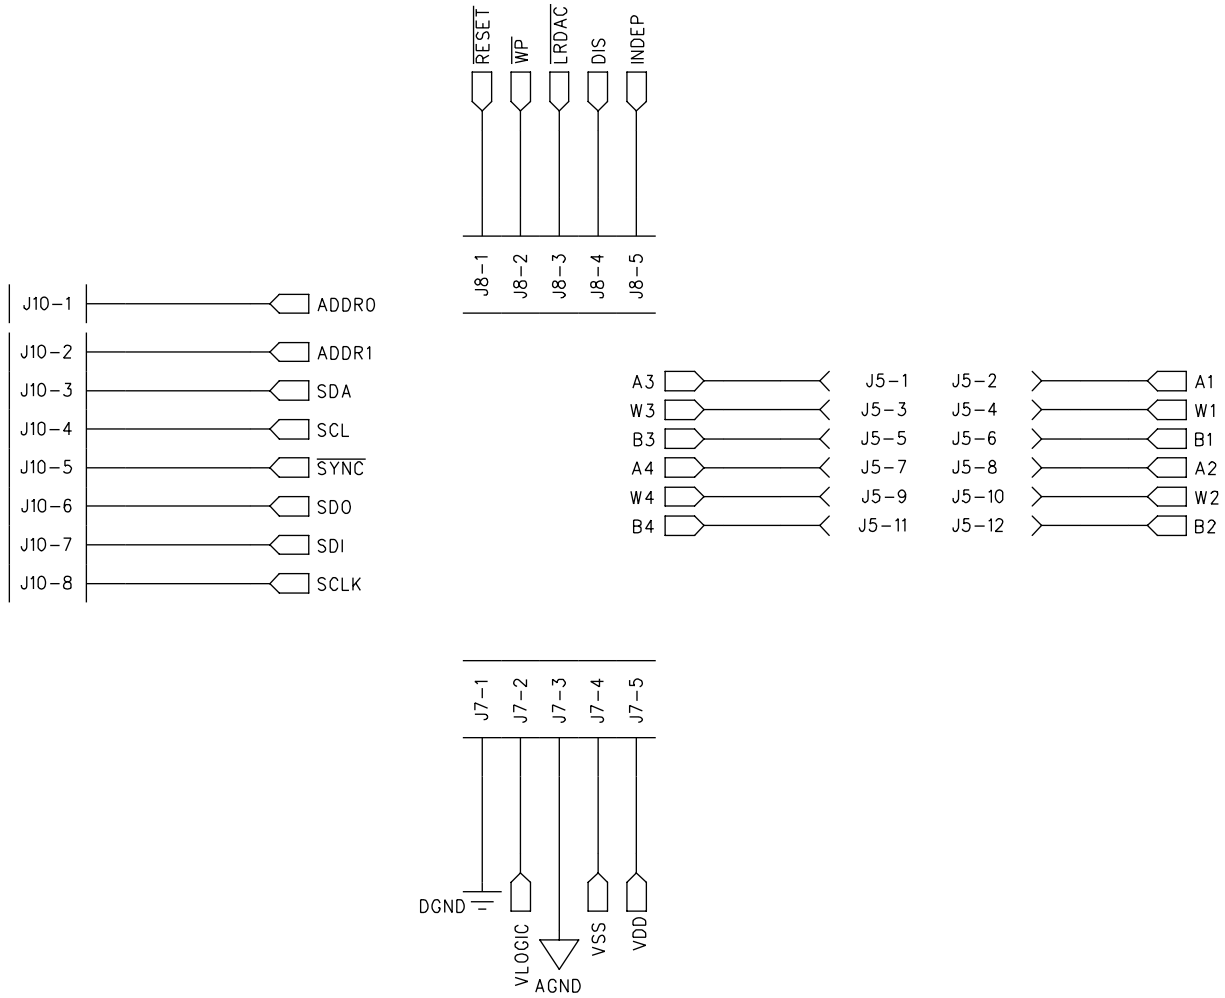 RESET
WP
LRDAC
DIS
INDEP
J8-1
J8-2
J8-3
J8-4
J8-5
J10-1 ADDR0
J10-2 ADDR1
J10-3 SDA
J10-4 SCL
J10-5 SYNC
J10-6 SDO
J10-7 SDI
J10-8 SCLK
A3 J5-1 J5-2 A1
W3 J5-3 J5-4 W1
B3 J5-5 J5-6 B1
A4 J5-7 J5-8 A2
W4 J5-9 J5-10 W2
B4 J5-11 J5-12 B2
J7-1
J7-2
J7-3
J7-4
J7-5
DGND
VLOGIC
AGND
VSS
VDD